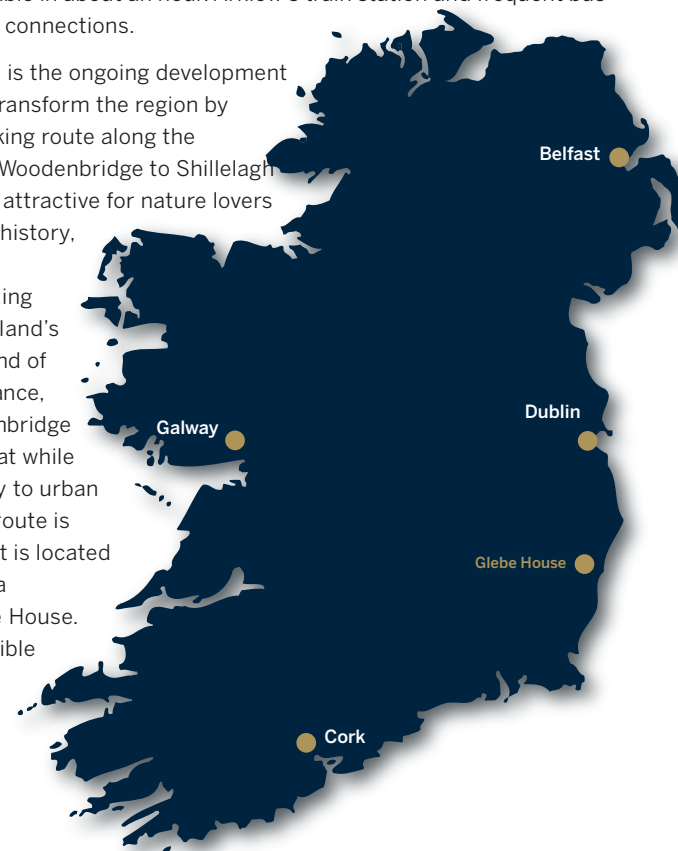 connections.
is the ongoing development
ransform the region by
king route along the
Woodenbridge to Shillelagh
attractive for nature lovers
history,
ing
land's
nd of
ance,
nbridge
at while
y to urban
route is
t is located
a
House.
ible
Belfast
Dublin
Galway
Glebe House
Cork